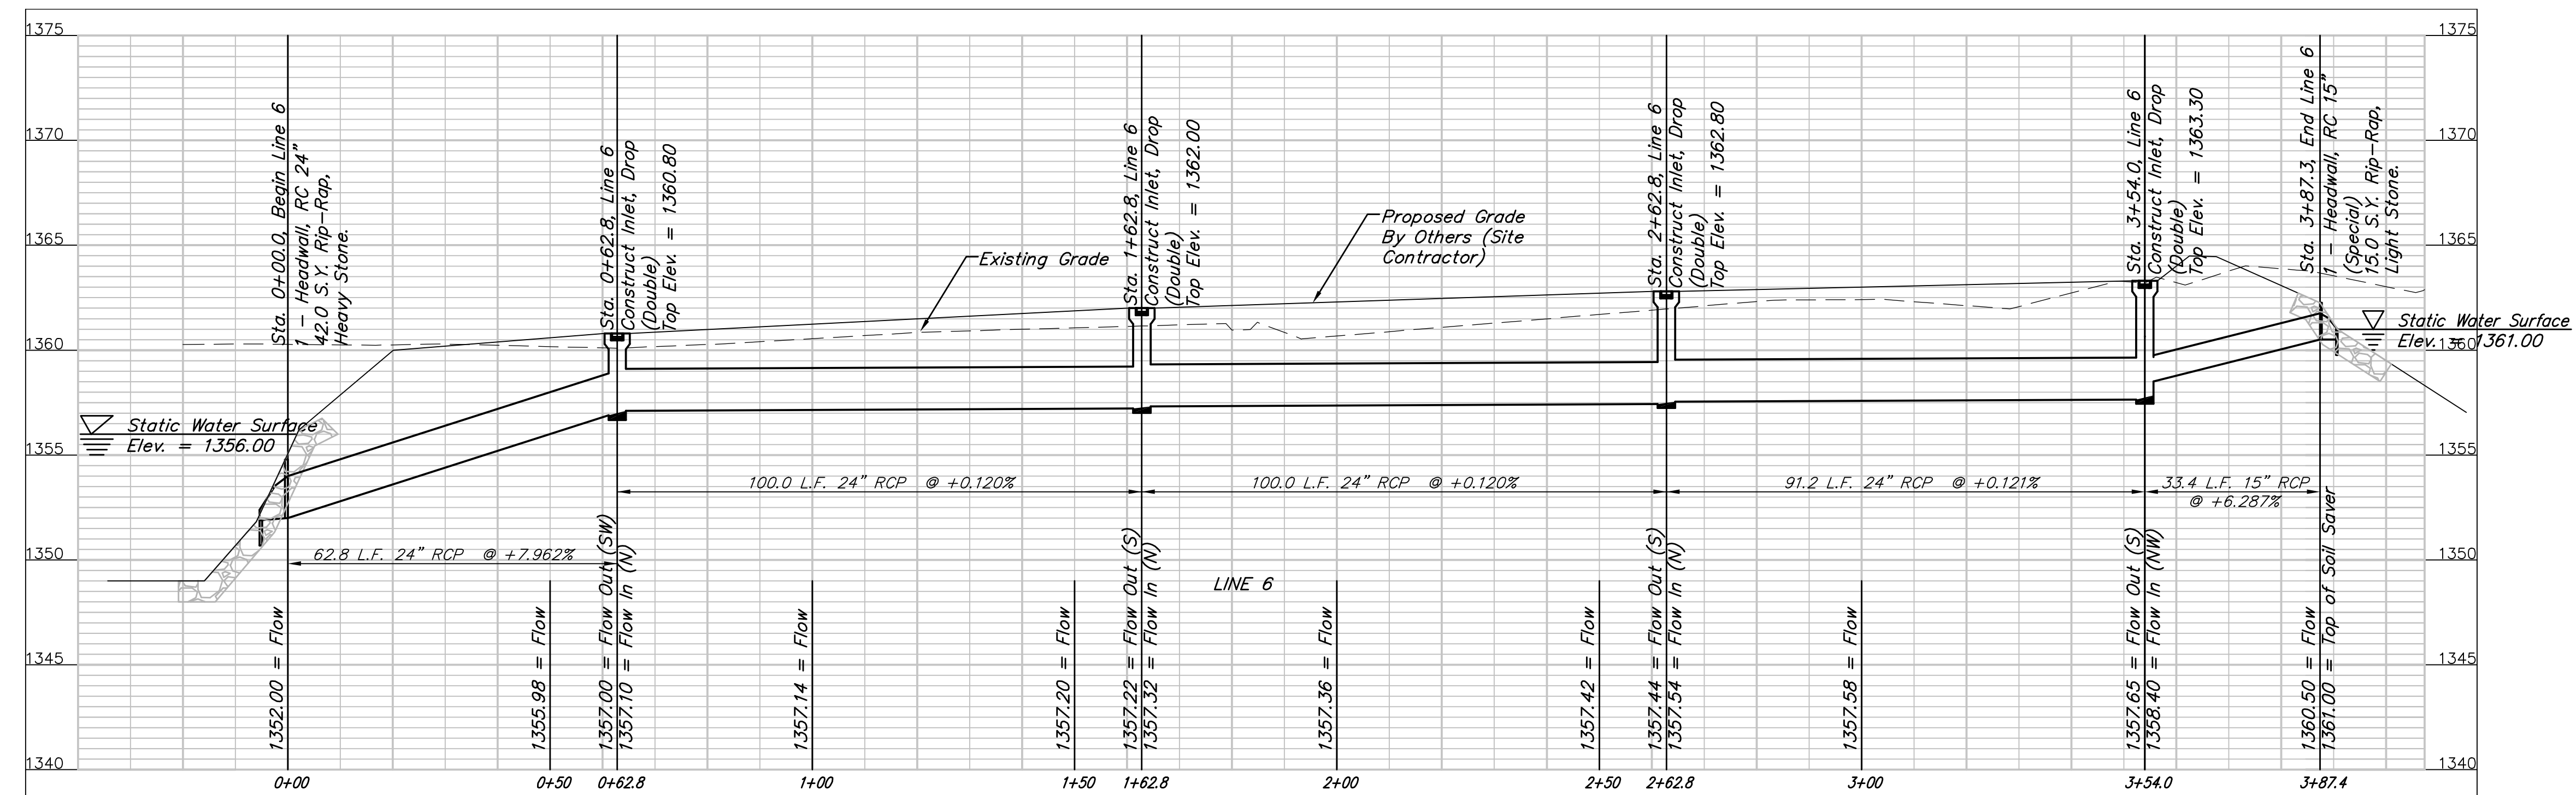 1375
1370
1365
1360
1355
1350
1345
1340
Sta. 0+00.0, Begin Line 6
1 - Headwall, RC 24"
42.0 S.Y. Rip-Rap,
Heavy Stone.
Sta. 0+62.8, Line 6
Construct Inlet, Drop
(Double)
Top Elev. = 1360.80
Existing Grade
Sta. 1+62.8, Line 6
Construct Inlet, Drop
(Double)
Top Elev. = 1362.00
Proposed Grade
By Others (Site
Contractor)
Sta. 2+62.8, Line 6
Construct Inlet, Drop
(Double)
Top Elev. = 1362.80
Sta. 3+54.0, Line 6
Construct Inlet, Drop
(Double)
Top Elev. = 1363.30
Sta. 3+87.3, End Line 6
1 - Headwall, RC 15"
(Special)
15.0 S.Y. Rip-Rap,
Light Stone.
Static Water Surface
Elev. = 1361.00
Static Water Surface
Elev. = 1356.00
62.8 L.F. 24" RCP @ +7.962%
100.0 L.F. 24" RCP @ +0.120%
100.0 L.F. 24" RCP @ +0.120%
91.2 L.F. 24" RCP @ +0.121%
33.4 L.F. 15" RCP
@ +6.287%
LINE 6
1352.00 = Flow
1355.98 = Flow
1357.00 = Flow Out (SW)
1357.10 = Flow In (N)
1357.14 = Flow
1357.20 = Flow
1357.22 = Flow Out (S)
1357.32 = Flow In (N)
1357.36 = Flow
1357.42 = Flow
1357.44 = Flow Out (S)
1357.54 = Flow In (N)
1357.58 = Flow
1357.65 = Flow Out (S)
1358.40 = Flow In (NW)
1360.50 = Flow
1361.00 = Top of Soil Saver
0+00
0+50
0+62.8
1+00
1+50
1+62.8
2+00
2+50
2+62.8
3+00
3+54.0
3+87.4
1375
1370
1365
1360
1355
1350
1345
1340